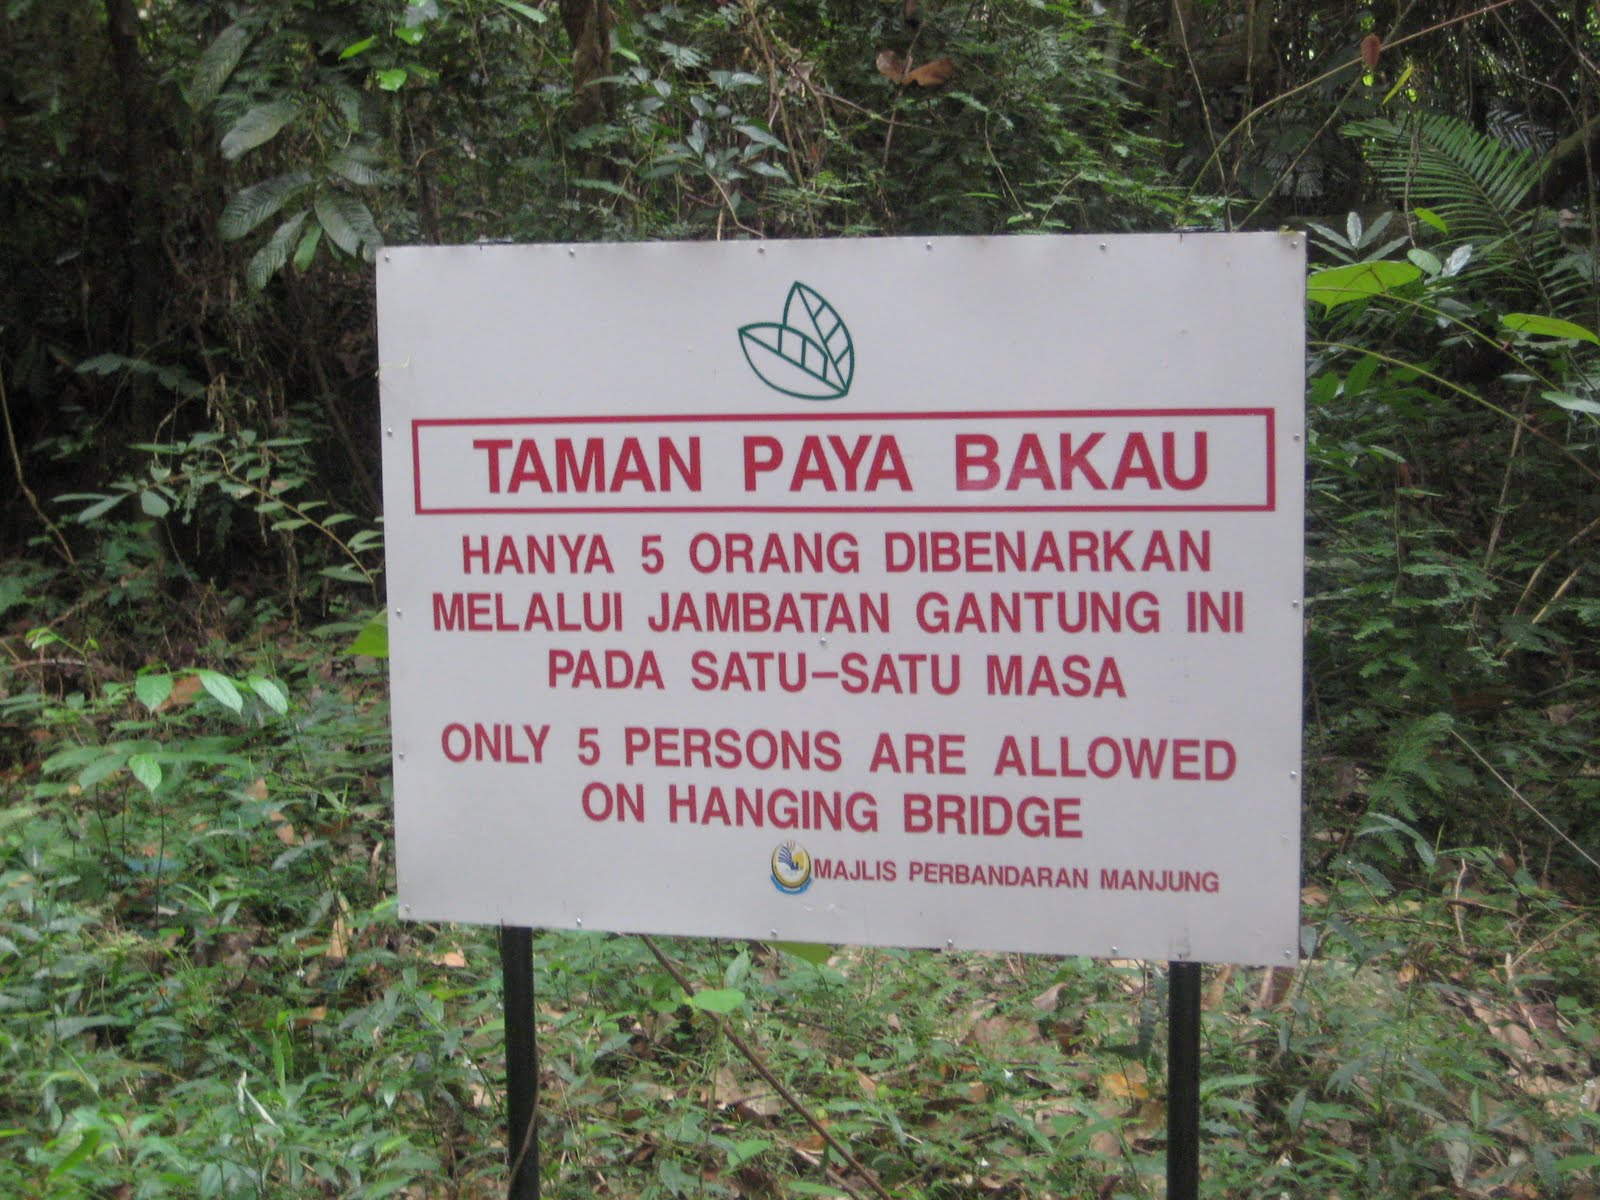 TAMAN PAYA BAKAU
HANYA 5 ORANG DIBENARKAN
MELALUI JAMBATAN GANTUNG INI
PADA SATU-SATU MASA
ONLY 5 PERSONS ARE ALLOWED
ON HANGING BRIDGE
MAJLIS PERBANDARAN MANJUNG